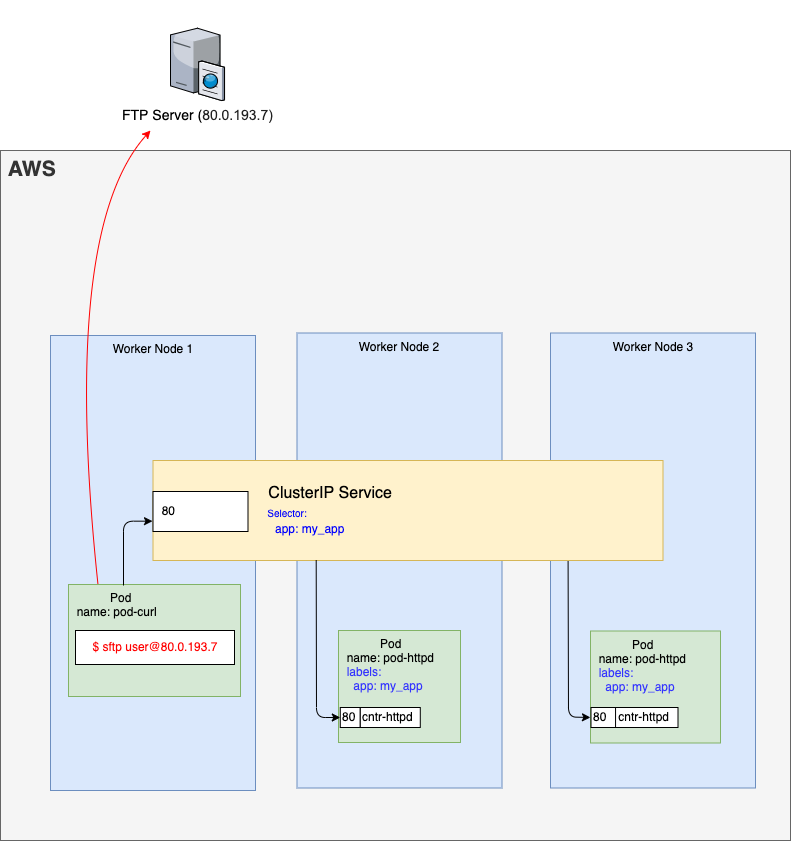 FTP Server (80.0.193.7)
AWS
Worker Node 1
Worker Node 2
Worker Node 3
ClusterIP Service
80
Selector:
app: my_app
Pod
name: pod-curl
$ sftp user@80.0.193.7
Pod
name: pod-httpd
labels:
app: my_app
80 cntr-httpd
Pod
name: pod-httpd
labels:
app: my_app
80 cntr-httpd